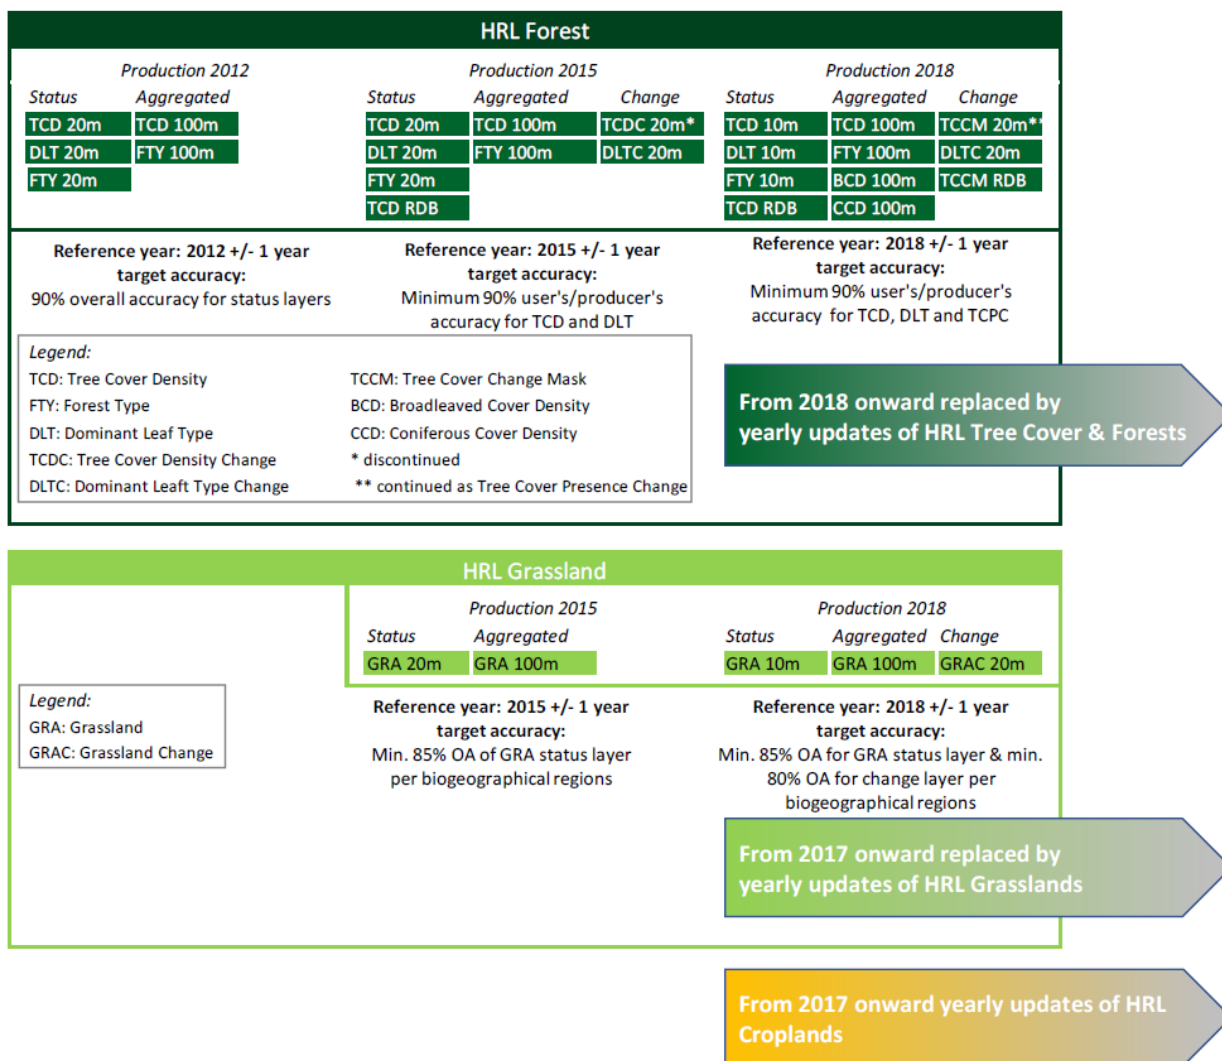 HRL Forest
Production 2012
Status Aggregated
TCD 20m TCD 100m
DLT 20m FTY 100m
FTY 20m
Production 2015
Status Aggregated Change
TCD 20m TCD 100m TCDC 20m*
DLT 20m FTY 100m DLTC 20m
FTY 20m
TCD RDB
Production 2018
Status Aggregated Change
TCD 10m TCD 100m TCCM 20m**
DLT 10m FTY 100m DLTC 20m
FTY 10m BCD 100m TCCM RDB
TCD RDB CCD 100m
Reference year: 2012 +/- 1 year
target accuracy:
90% overall accuracy for status layers
Reference year: 2015 +/- 1 year
target accuracy:
Minimum 90% user's/producer's
accuracy for TCD and DLT
Reference year: 2018 +/- 1 year
target accuracy:
Minimum 90% user's/producer's
accuracy for TCD, DLT and TCPC
Legend:
TCD: Tree Cover Density
FTY: Forest Type
DLT: Dominant Leaf Type
TCDC: Tree Cover Density Change
DLTC: Dominant Leaft Type Change
TCCM: Tree Cover Change Mask
BCD: Broadleaved Cover Density
CCD: Coniferous Cover Density
* discontinued
** continued as Tree Cover Presence Change
From 2018 onward replaced by
yearly updates of HRL Tree Cover & Forests
HRL Grassland
Production 2015
Status Aggregated
GRA 20m GRA 100m
Production 2018
Status Aggregated Change
GRA 10m GRA 100m GRAC 20m
Legend:
GRA: Grassland
GRAC: Grassland Change
Reference year: 2015 +/- 1 year
target accuracy:
Min. 85% OA of GRA status layer
per biogeographical regions
Reference year: 2018 +/- 1 year
target accuracy:
Min. 85% OA for GRA status layer & min.
80% OA for change layer per
biogeographical regions
From 2017 onward replaced by
yearly updates of HRL Grasslands
From 2017 onward yearly updates of HRL
Croplands